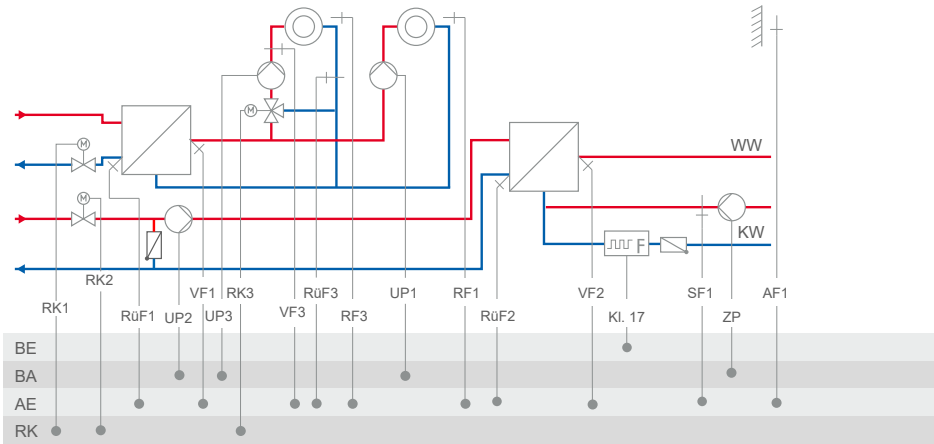 M
WW
M
M
F
KW
RK2
VF1
RK3
RüF3
UP1
RF1
VF2
SF1
AF1
RK1
RüF1
UP2
UP3
VF3
RF3
RüF2
Kl. 17
ZP
BE
BA
AE
RK